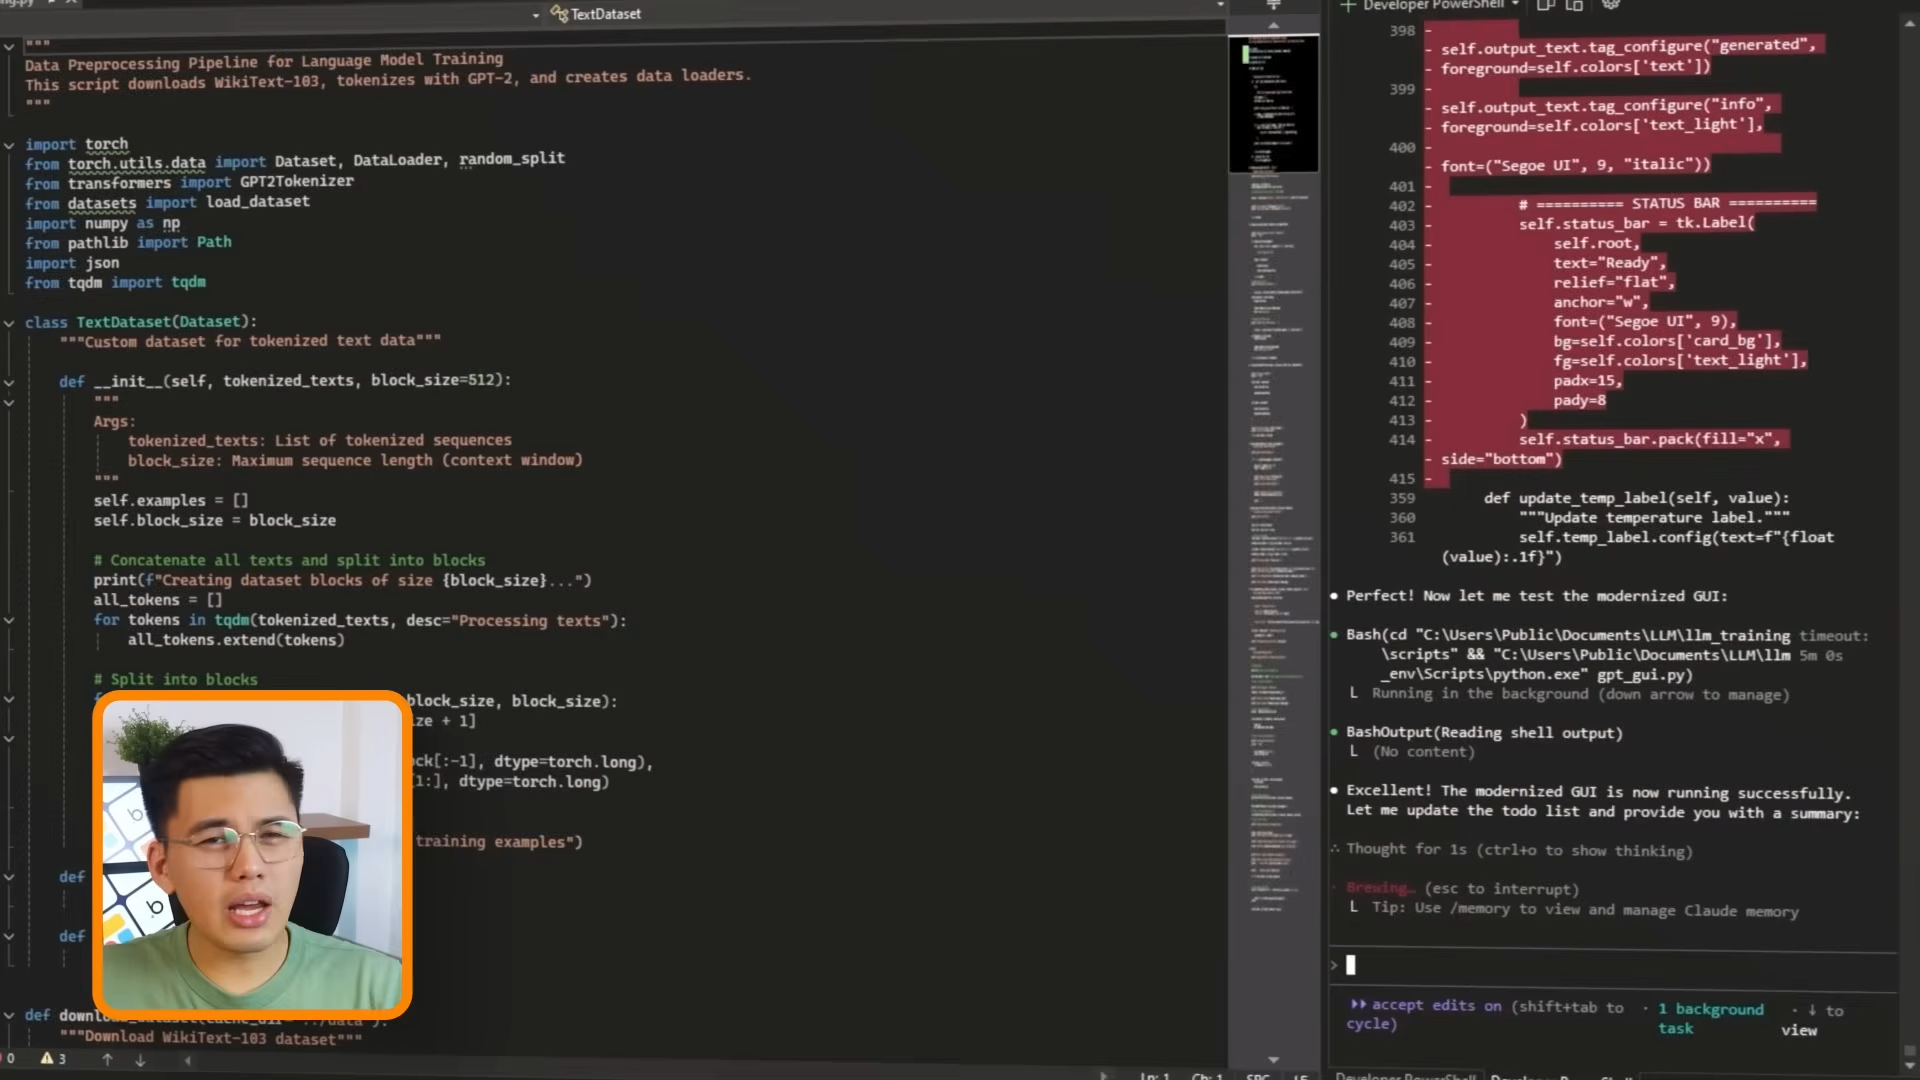 TextDataset
"""
Data Preprocessing Pipeline for Language Model Training
This script downloads WikiText-103, tokenizes with GPT-2, and creates data loaders.
"""
import torch
from torch.utils.data import Dataset, DataLoader, random_split
from transformers import GPT2Tokenizer
from datasets import load_dataset
import numpy as np
from pathlib import Path
import json
from tqdm import tqdm
class TextDataset(Dataset):
"""Custom dataset for tokenized text data"""
def __init__(self, tokenized_texts, block_size=512):
"""
Args:
tokenized_texts: List of tokenized sequences
block_size: Maximum sequence length (context window)
"""
self.examples = []
self.block_size = block_size
# Concatenate all texts and split into blocks
print(f"Creating dataset blocks of size {block_size}...")
all_tokens = []
for tokens in tqdm(tokenized_texts, desc="Processing texts"):
all_tokens.extend(tokens)
# Split into blocks
block_size, block_size):
+ 1]
[:-1], dtype=torch.long),
1:], dtype=torch.long)
training examples")
def
def
def
"""Download WikiText-103 dataset"""
0 3
Ln: 1 Ch: 1 SPC LF
Developer PowerShell
398 -
- self.output_text.tag_configure("generated",
- foreground=self.colors['text'])
399 -
- self.output_text.tag_configure("info",
- foreground=self.colors['text_light'],
400 -
- font=("Segoe UI", 9, "italic"))
401 -
402 - # ========== STATUS BAR ==========
403 - self.status_bar = tk.Label(
404 - self.root,
405 - text="Ready",
406 - relief="flat",
407 - anchor="w",
408 - font=("Segoe UI", 9),
409 - bg=self.colors['card_bg'],
410 - fg=self.colors['text_light'],
411 - padx=15,
412 - pady=8
413 - )
414 - self.status_bar.pack(fill="x",
- side="bottom")
415 -
359 def update_temp_label(self, value):
360 """Update temperature label."""
361 self.temp_label.config(text=f"{float
(value):.1f}")
● Perfect! Now let me test the modernized GUI:
● Bash(cd "C:\Users\Public\Documents\LLM\llm_training timeout:
\scripts" && "C:\Users\Public\Documents\LLM\llm 5m 0s
_env\Scripts\python.exe" gpt_gui.py)
L Running in the background (down arrow to manage)
● BashOutput(Reading shell output)
L (No content)
● Excellent! The modernized GUI is now running successfully.
Let me update the todo list and provide you with a summary:
∴ Thought for 1s (ctrl+o to show thinking)
· Brewing… (esc to interrupt)
L Tip: Use /memory to view and manage Claude memory
>
⏵⏵ accept edits on (shift+tab to · 1 background · ↓ to
cycle) task view